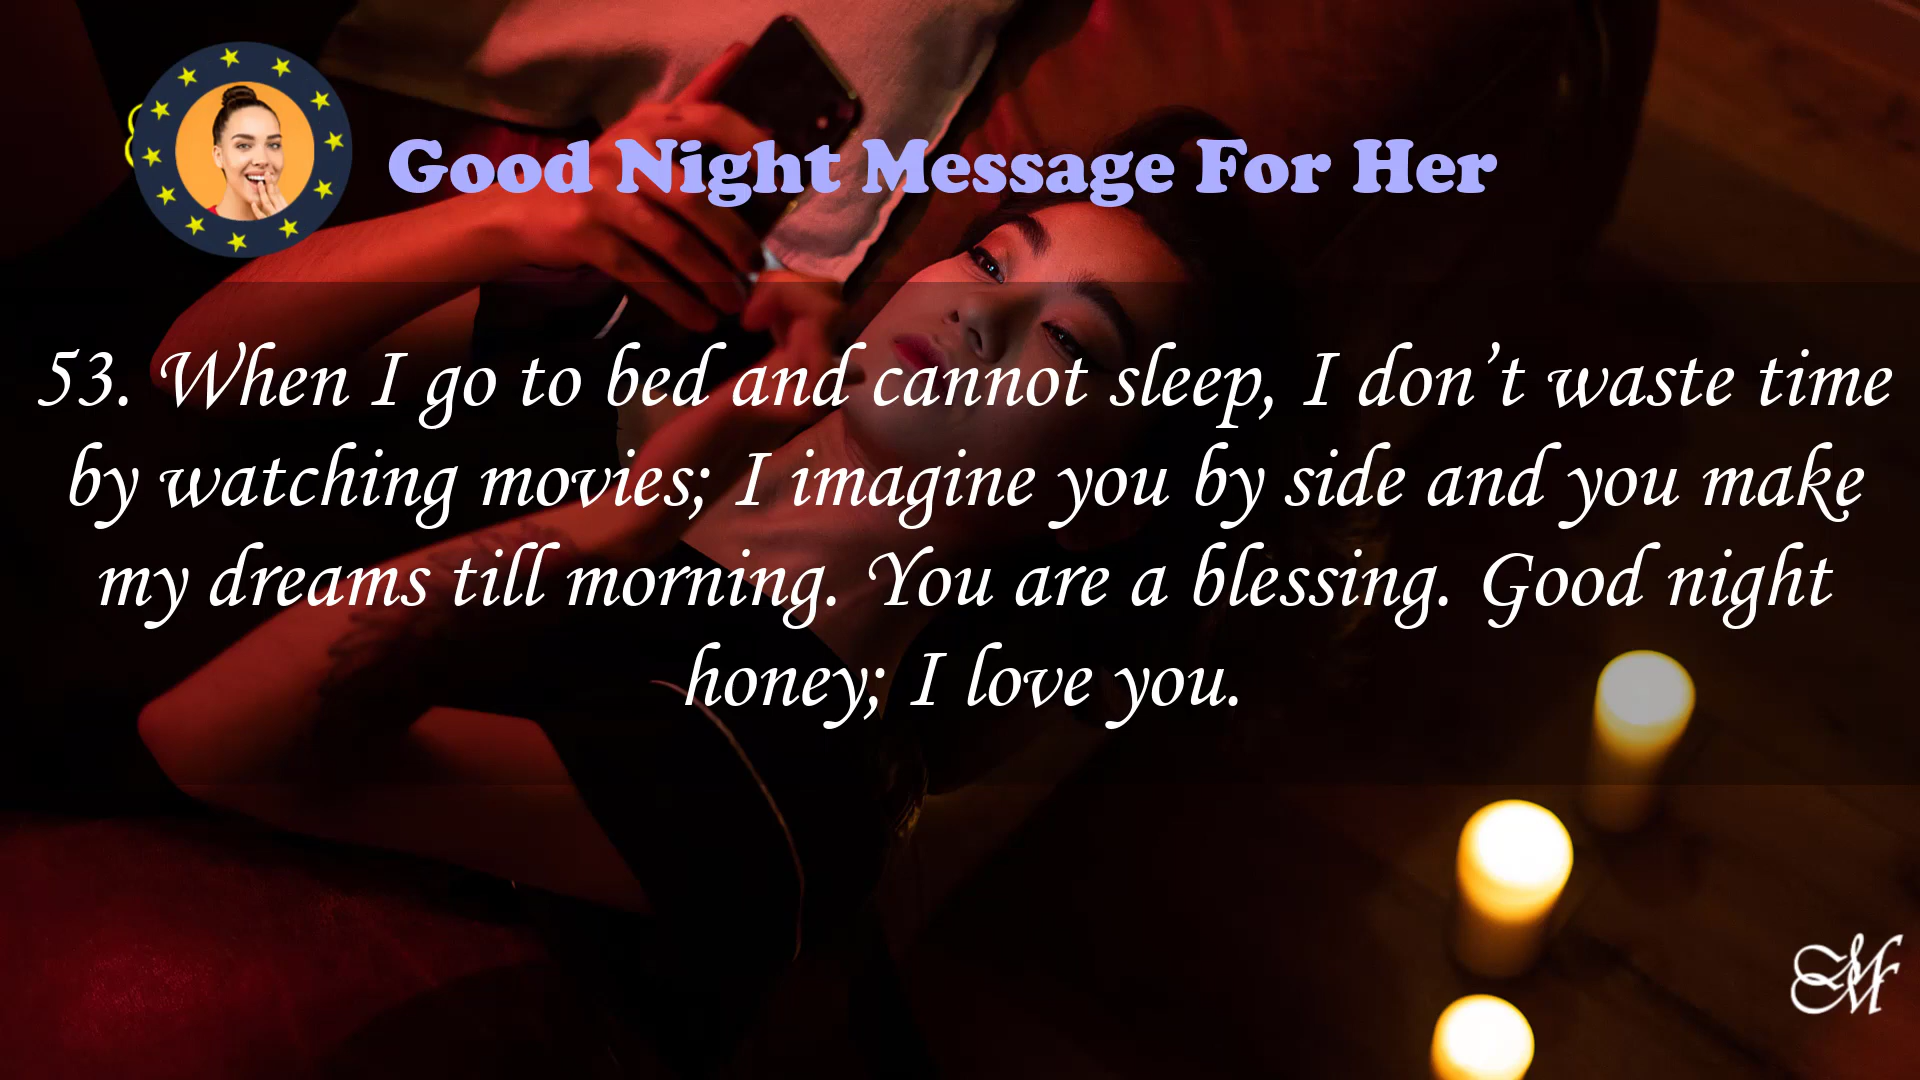 Good Night Message For Her
53. When I go to bed and cannot sleep, I don’t waste time
by watching movies; I imagine you by side and you make
my dreams till morning. You are a blessing. Good night
honey; I love you.